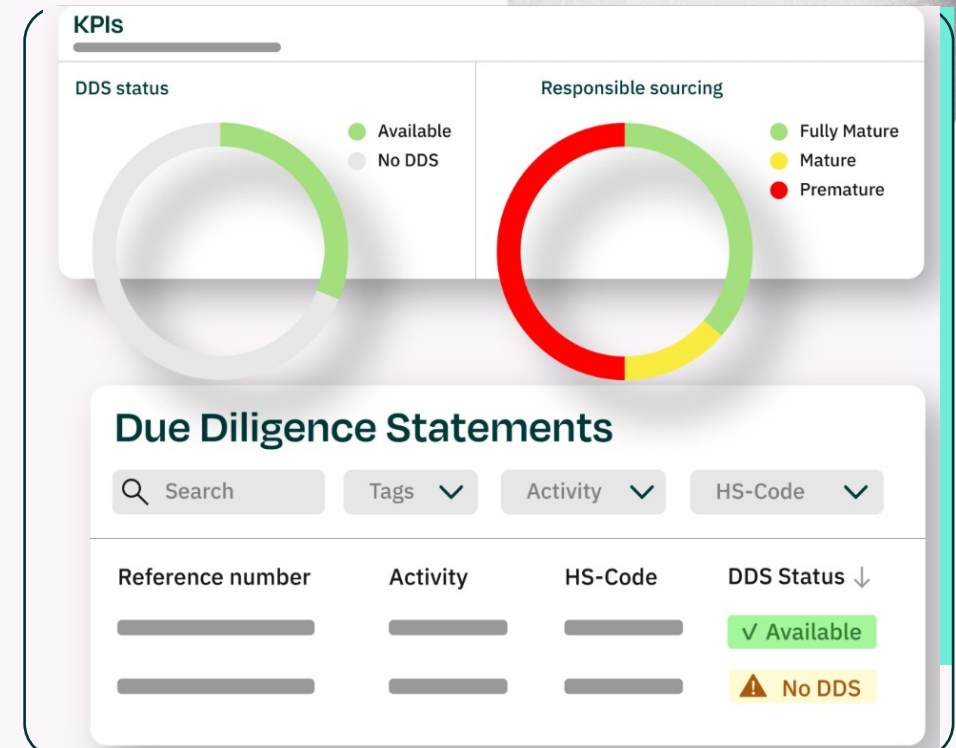 KPIs
DDS status
Available
No DDS
Responsible sourcing
Fully Mature
Mature
Premature
Due Diligence Statements
Search Tags Activity HS-Code
Reference number Activity HS-Code DDS Status ↓
✓ Available
No DDS